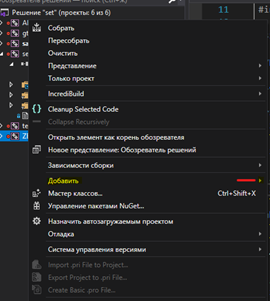 Решение "set" (проекты: 6 из 6)
11
Собрать
Пересобрать
Очистить
Представление
Только проект
IncrediBuild
Cleanup Selected Code
Collapse Recursively
Открыть элемент как корень обозревателя
Новое представление: Обозреватель решений
Зависимости сборки
Добавить
Мастер классов... Ctrl+Shift+X
Управление пакетами NuGet...
Назначить автозагружаемым проектом
Отладка
Система управления версиями
Import .pri File to Project...
Export Project to .pri File...
Create Basic .pro File...